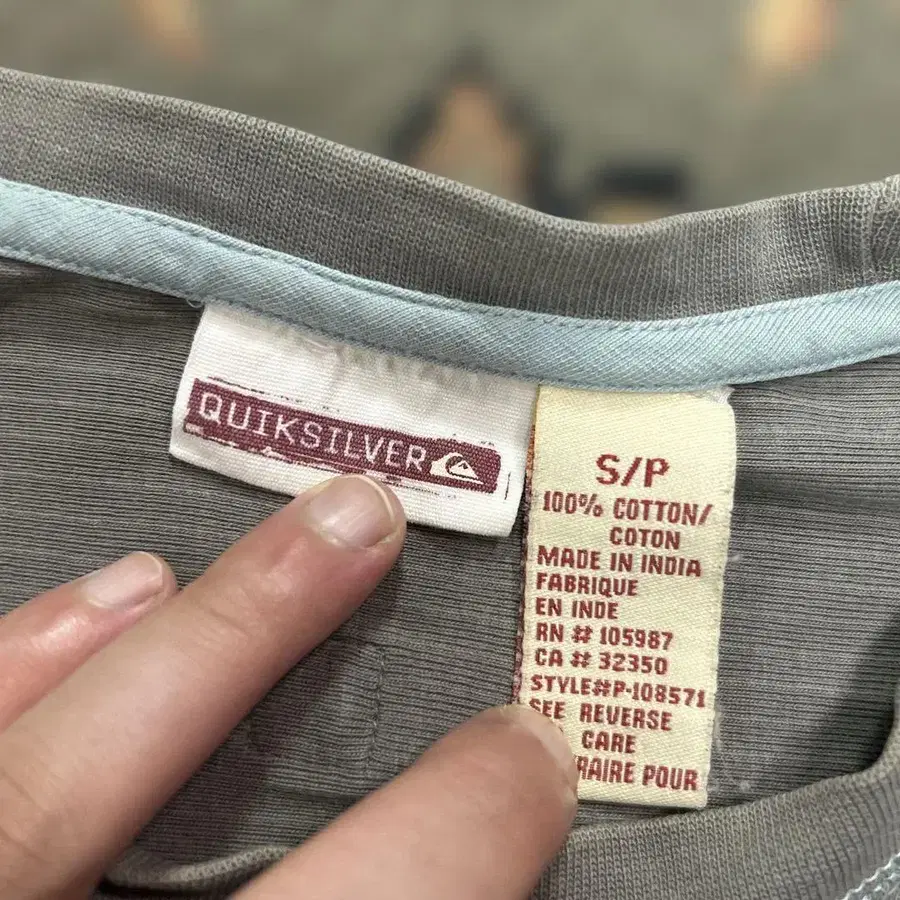 QUIKSILVER
S/P
100% COTTON/
COTON
MADE IN INDIA
FABRIQUE
EN INDE
RN # 105987
CA # 32350
STYLE#P-108571
SEE REVERSE
CARE
POUR